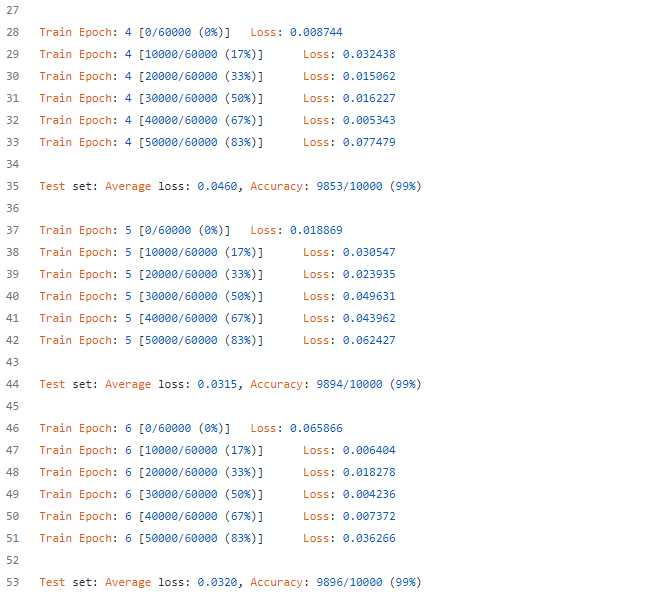 27
28 Train Epoch: 4 [0/60000 (0%)] Loss: 0.008744
29 Train Epoch: 4 [10000/60000 (17%)] Loss: 0.032438
30 Train Epoch: 4 [20000/60000 (33%)] Loss: 0.015062
31 Train Epoch: 4 [30000/60000 (50%)] Loss: 0.016227
32 Train Epoch: 4 [40000/60000 (67%)] Loss: 0.005343
33 Train Epoch: 4 [50000/60000 (83%)] Loss: 0.077479
34
35 Test set: Average loss: 0.0460, Accuracy: 9853/10000 (99%)
36
37 Train Epoch: 5 [0/60000 (0%)] Loss: 0.018869
38 Train Epoch: 5 [10000/60000 (17%)] Loss: 0.030547
39 Train Epoch: 5 [20000/60000 (33%)] Loss: 0.023935
40 Train Epoch: 5 [30000/60000 (50%)] Loss: 0.049631
41 Train Epoch: 5 [40000/60000 (67%)] Loss: 0.043962
42 Train Epoch: 5 [50000/60000 (83%)] Loss: 0.062427
43
44 Test set: Average loss: 0.0315, Accuracy: 9894/10000 (99%)
45
46 Train Epoch: 6 [0/60000 (0%)] Loss: 0.065866
47 Train Epoch: 6 [10000/60000 (17%)] Loss: 0.006404
48 Train Epoch: 6 [20000/60000 (33%)] Loss: 0.018278
49 Train Epoch: 6 [30000/60000 (50%)] Loss: 0.004236
50 Train Epoch: 6 [40000/60000 (67%)] Loss: 0.007372
51 Train Epoch: 6 [50000/60000 (83%)] Loss: 0.036266
52
53 Test set: Average loss: 0.0320, Accuracy: 9896/10000 (99%)